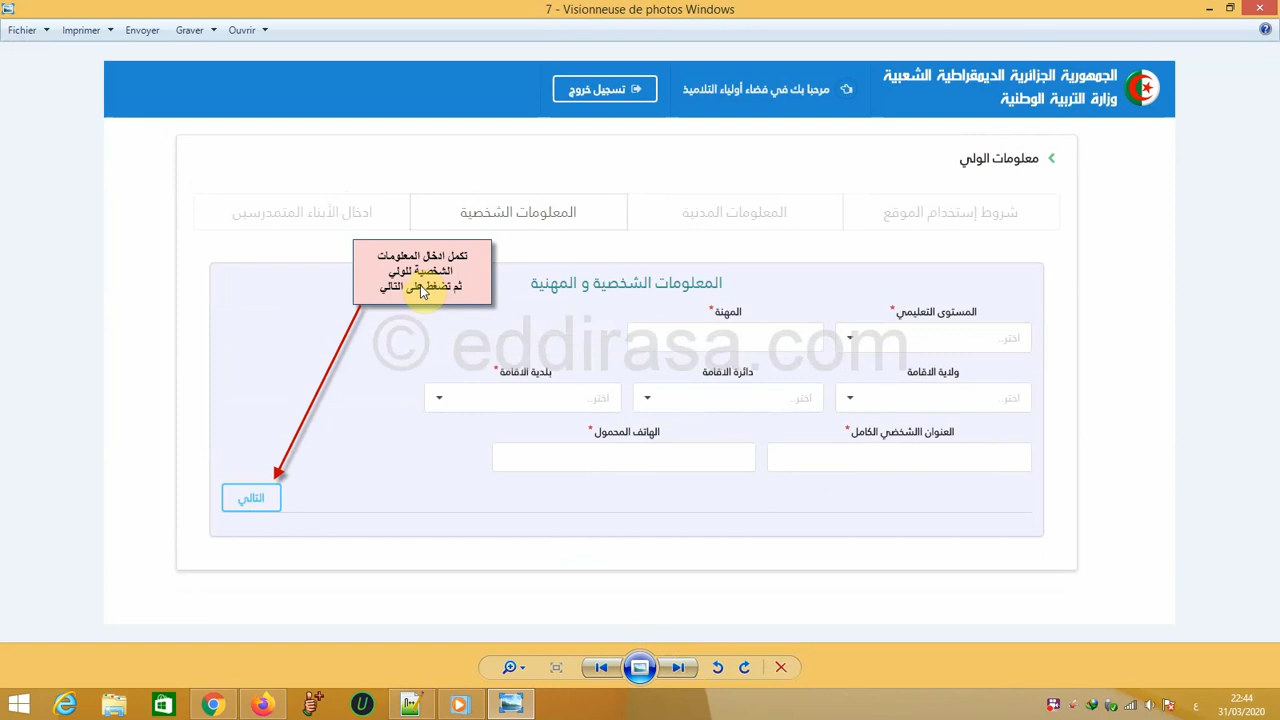 7 - Visionneuse de photos Windows
Fichier Imprimer Envoyer Graver Ouvrir
الجمهورية الجزائرية الديمقراطية الشعبية
وزارة التربية الوطنية
مرحبا بك في فضاء أولياء التلاميذ
تسجيل خروج
معلومات الولي
شروط إستخدام الموقع
المعلومات المدنية
المعلومات الشخصية
ادخال الأبناء المتمدرسين
تكمل ادخال المعلومات
الشخصية للولي
ثم تضغط على التالي
المعلومات الشخصية و المهنية
المستوى التعليمي *
المهنة *
اختر..
© eddirasa.com
ولاية الاقامة
دائرة الاقامة
بلدية الاقامة *
اختر..
اختر..
اختر..
العنوان االشخصي الكامل *
الهاتف المحمول *
التالي
ع
22:44
31/03/2020